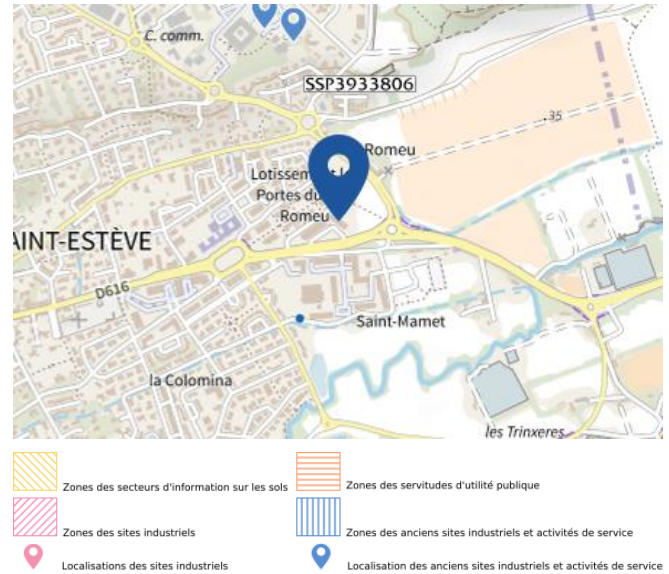 C. comm.
SSP3933806
.35
Romeu
Lotissement
Portes du
Romeu
AINT-ESTÈVE
D616
Saint-Mamet
la Colomina
les Trinxeres
Zones des secteurs d'information sur les sols
Zones des servitudes d'utilité publique
Zones des sites industriels
Zones des anciens sites industriels et activités de service
Localisations des sites industriels
Localisation des anciens sites industriels et activités de service